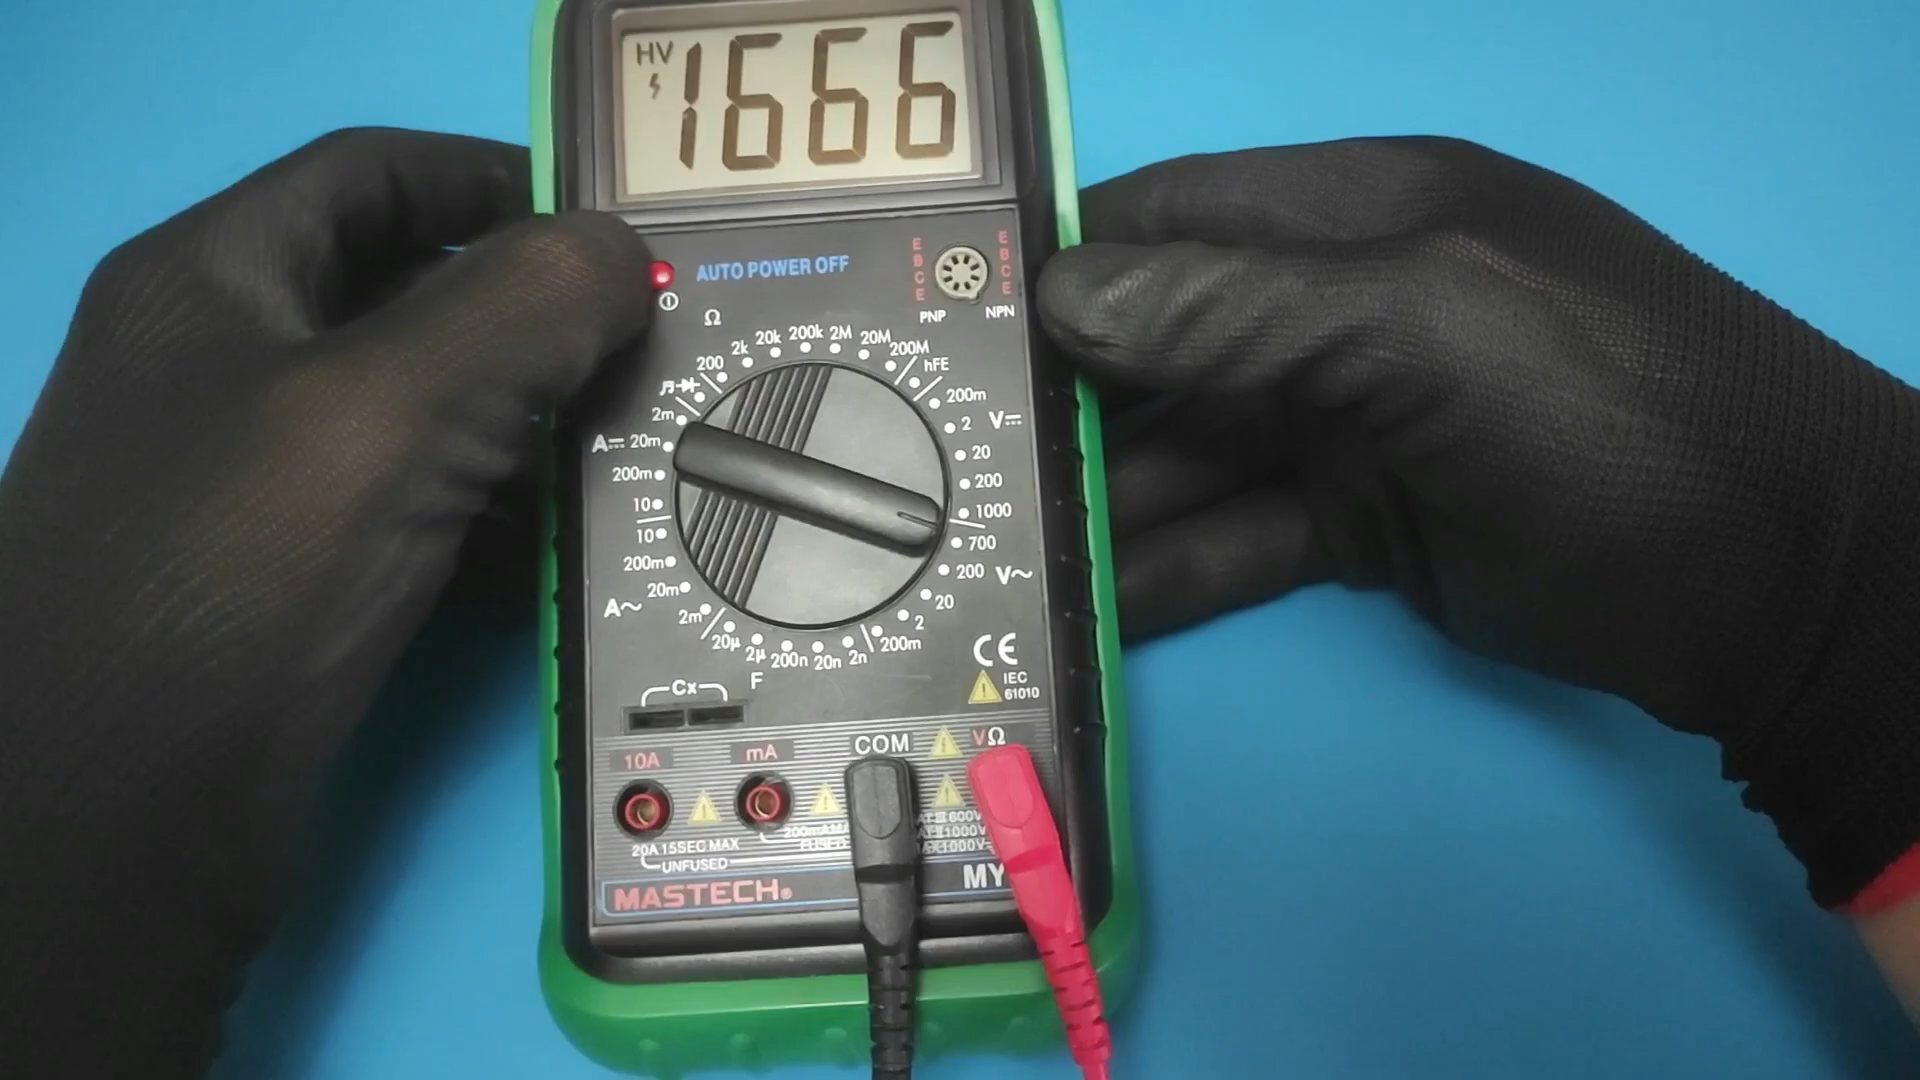 HV
1666
AUTO POWER OFF
E B C E
E B C E
PNP
NPN
Ω
200
2k
20k
200k
2M
20M
200M
hFE
200m
2
V⎓
20
200
1000
700
200
V~
20
2
200m
2n
20n
200n
2µ
20µ
F
2m
A⎓
20m
200m
10
10
200m
20m
A~
2m
CE
IEC
61010
Cx
10A
mA
COM
VΩ
20A 15SEC MAX
UNFUSED
MASTECH®
MY